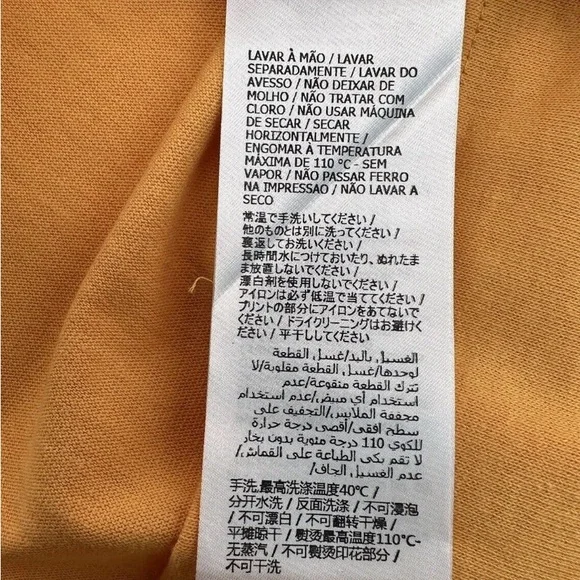 LAVAR À MÃO / LAVAR
SEPARADAMENTE / LAVAR DO
AVESSO / NÃO DEIXAR DE
MOLHO / NÃO TRATAR COM
CLORO / NÃO USAR MÁQUINA
DE SECAR / SECAR
HORIZONTALMENTE /
ENGOMAR À TEMPERATURA
MÁXIMA DE 110 °C - SEM
VAPOR / NÃO PASSAR FERRO
NA IMPRESSÃO / NÃO LAVAR A
SECO
常温で手洗いしてください /
他のものとは別に洗ってください /
裏返してお洗いください /
長時間水につけておいたり、ぬれたま
ま放置しないでください /
漂白剤を使用しないでください /
アイロンは必ず低温で当ててください /
プリントの部分にアイロンをあてないで
ください / ドライクリーニングはお避けく
ださい / 平干ししてください
الغسيل باليد/غسل القطعة
لوحدها/غسل القطعة مقلوبة/لا
تترك القطعة منقوعة/عدم
استخدام أي مبيض/عدم استخدام
مجففة الملابس/التجفيف على
سطح افقي/أقصى درجة حرارة
للكوي 110 درجة مئوية بدون بخار
/لا تقم بكي الطباعة على القماش
عدم الغسيل الجاف/
手洗,最高洗涤温度40℃ /
分开水洗 / 反面洗涤 / 不可浸泡
/ 不可漂白 / 不可翻转干燥 /
平摊晾干 / 熨烫最高温度110℃-
无蒸汽 / 不可熨烫印花部分 /
不可干洗